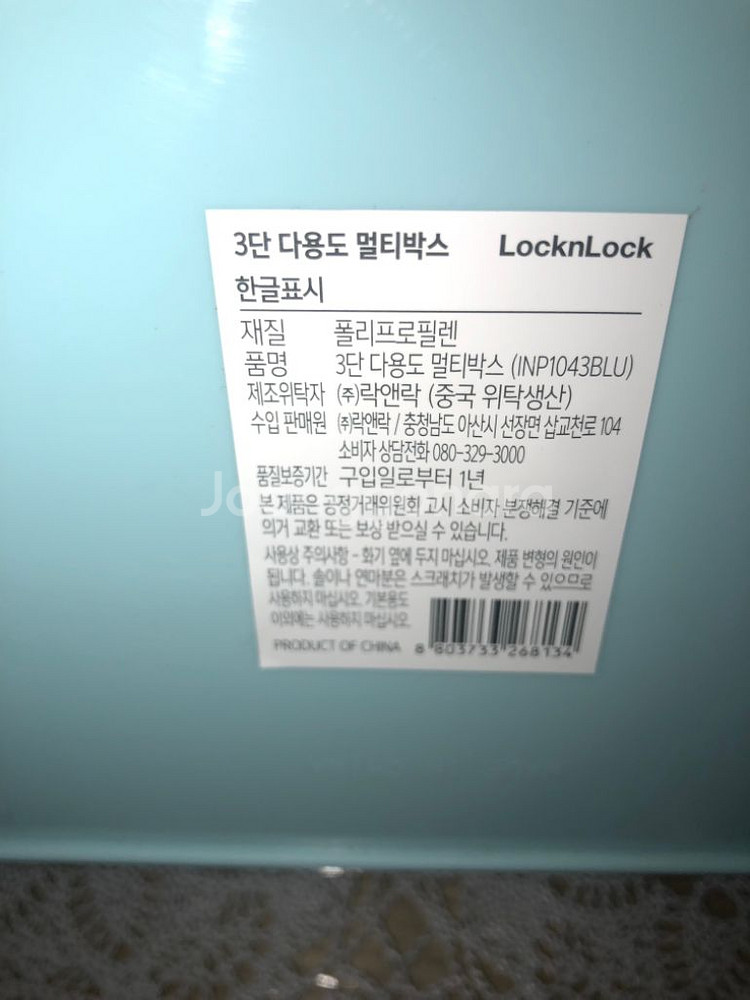 3단 다용도 멀티박스 LocknLock
한글표시
재질 폴리프로필렌
품명 3단 다용도 멀티박스 (INP1043BLU)
제조위탁자 (주)락앤락 (중국 위탁생산)
수입 판매원 (주)락앤락 / 충청남도 아산시 선장면 삽교천로 104
소비자 상담전화 080-329-3000
품질보증기간 구입일로부터 1년
본 제품은 공정거래위원회 고시 소비자 분쟁해결 기준에
의거 교환 또는 보상 받으실 수 있습니다.
사용상 주의사항 - 화기 옆에 두지 마십시오. 제품 변형의 원인이
됩니다. 솔이나 연마분은 스크래치가 발생할 수 있으므로
사용하지 마십시오. 기본용도
이외에는 사용하지 마십시오.
PRODUCT OF CHINA 8 803733 268134